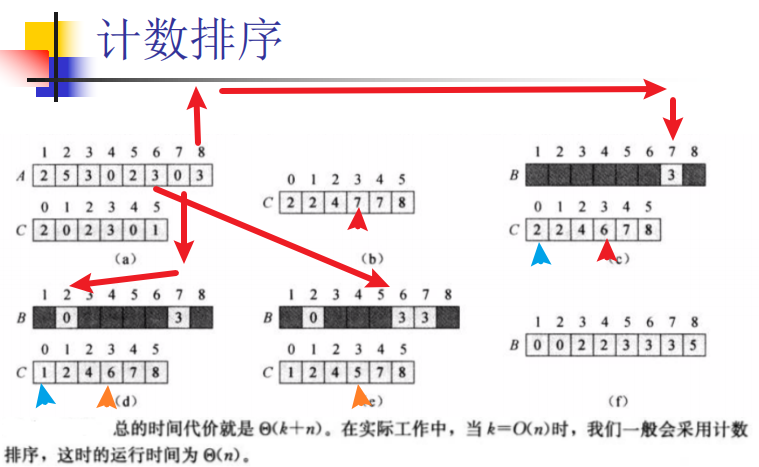 计数排序
1 2 3 4 5 6 7 8
A 2 5 3 0 2 3 0 3
0 1 2 3 4 5
C 2 0 2 3 0 1
(a)
0 1 2 3 4 5
C 2 2 4 7 7 8
(b)
1 2 3 4 5 6 7 8
B 3
0 1 2 3 4 5
C 2 2 4 6 7 8
(c)
1 2 3 4 5 6 7 8
B 0 3
0 1 2 3 4 5
C 1 2 4 6 7 8
(d)
1 2 3 4 5 6 7 8
B 0 3 3
0 1 2 3 4 5
C 1 2 4 5 7 8
(e)
1 2 3 4 5 6 7 8
B 0 0 2 2 3 3 3 5
(f)
总的时间代价就是 Θ(k+n)。在实际工作中，当 k=O(n)时，我们一般会采用计数
排序，这时的运行时间为 Θ(n)。